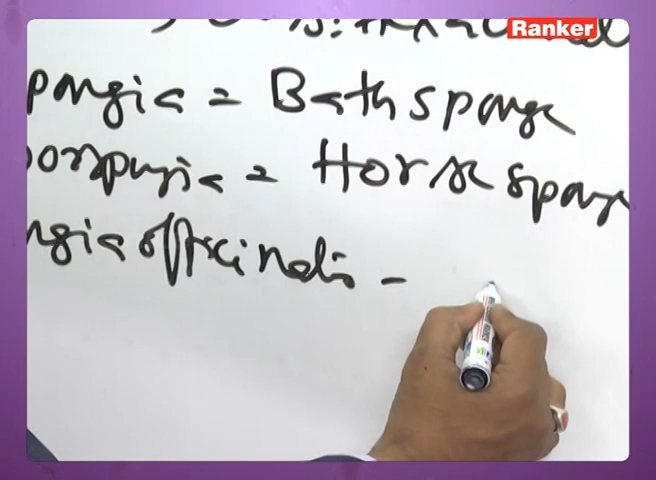 Ranker
pongia = Bath sponge
ospongia = Horse sponge
ngia officinalis -